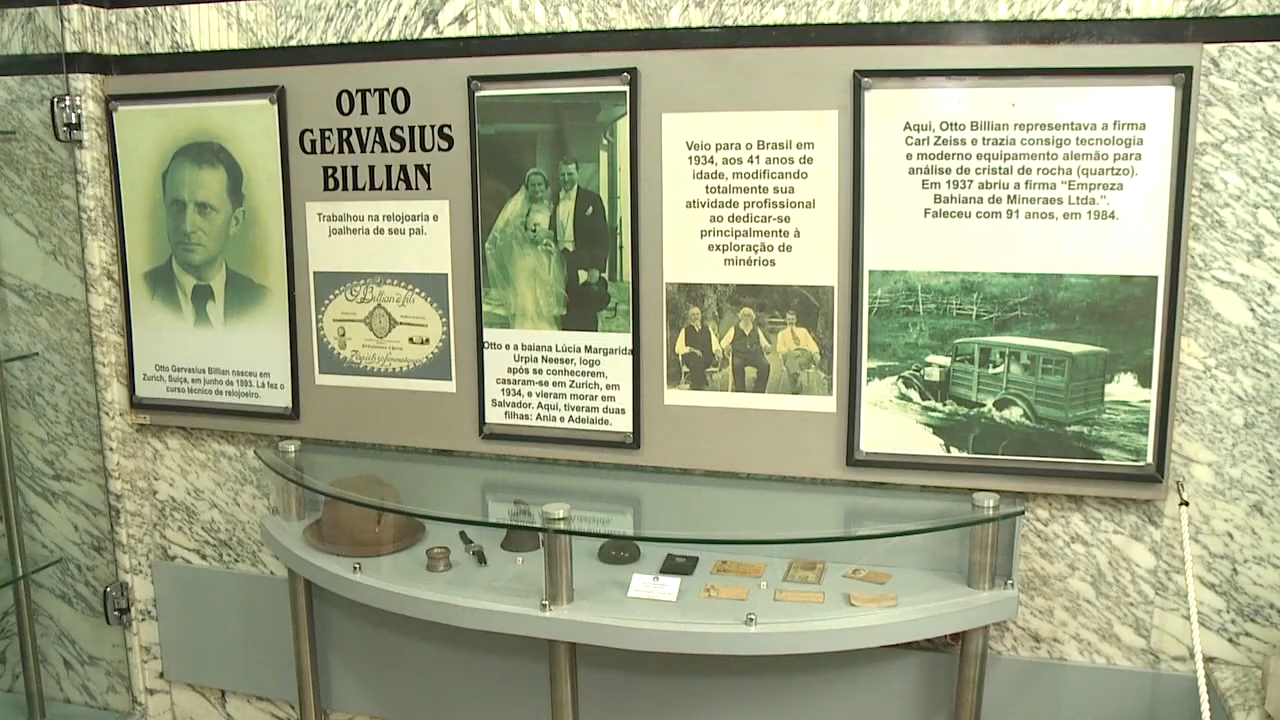 OTTO
GERVASIUS
BILLIAN
Otto Gervasius Billian nasceu em
Zurich, Suiça, em junho de 1893. Lá fez o
curso técnico de relojoeiro.
Trabalhou na relojoaria e
joalheria de seu pai.
Billian & fils
Otto e a baiana Lúcia Margarida
Urpia Neeser, logo
após se conhecerem,
casaram-se em Zurich, em
1934, e vieram morar em
Salvador. Aqui, tiveram duas
filhas: Ania e Adelaide.
Veio para o Brasil em
1934, aos 41 anos de
idade, modificando
totalmente sua
atividade profissional
ao dedicar-se
principalmente à
exploração de
minérios
Aqui, Otto Billian representava a firma
Carl Zeiss e trazia consigo tecnologia
e moderno equipamento alemão para
análise de cristal de rocha (quartzo).
Em 1937 abriu a firma “Empreza
Bahiana de Mineraes Ltda.”.
Faleceu com 91 anos, em 1984.